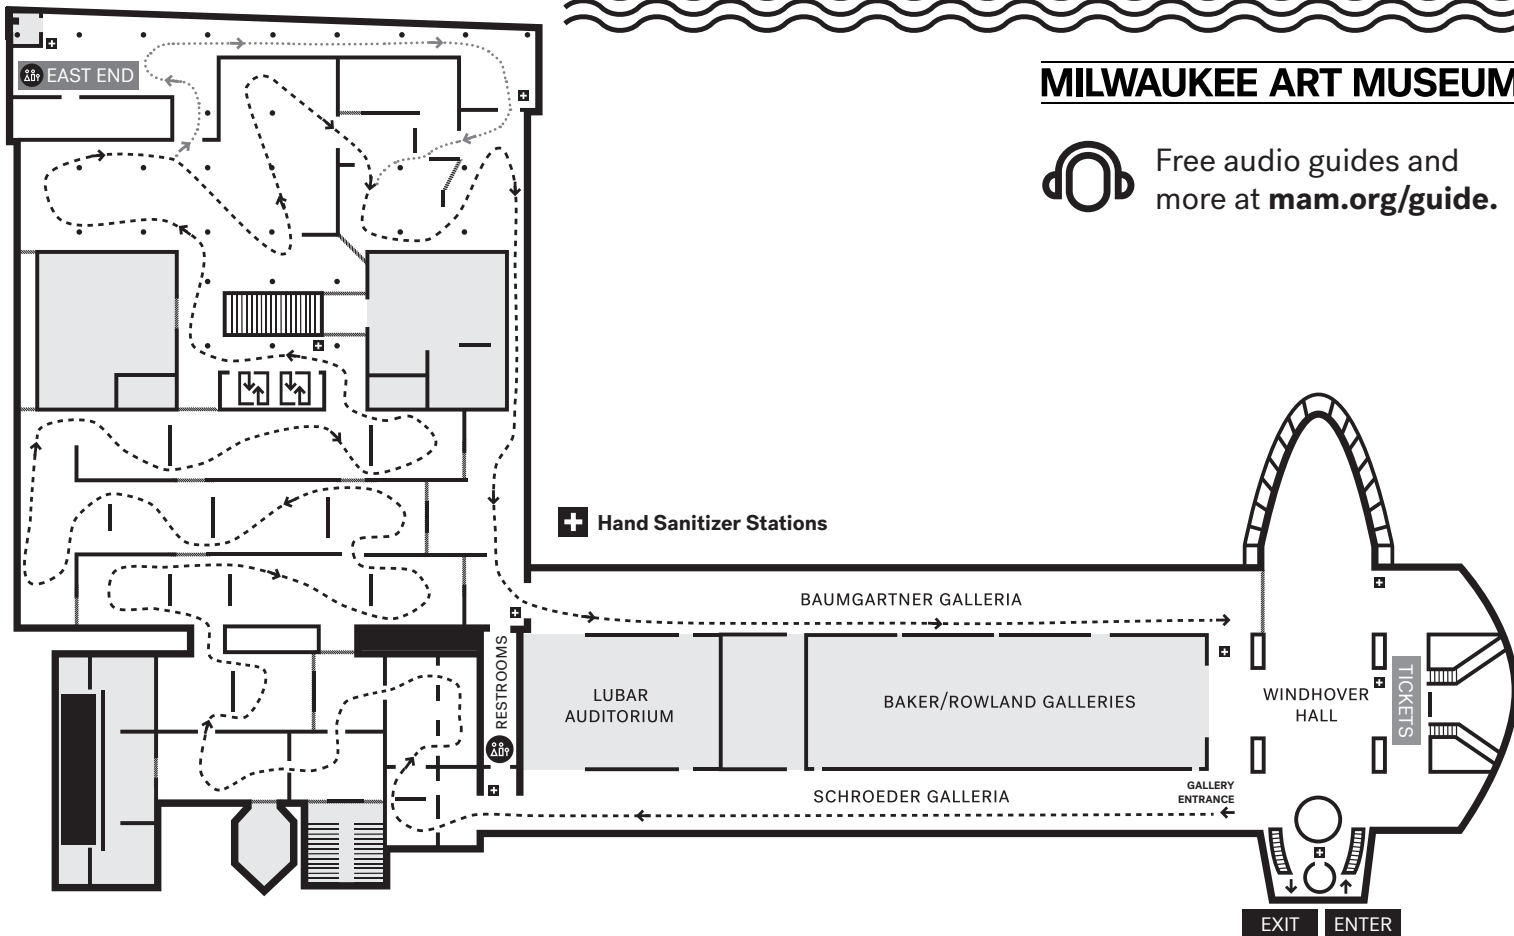 MILWAUKEE ART MUSEUM
EAST END
Free audio guides and
more at mam.org/guide.
Hand Sanitizer Stations
BAUMGARTNER GALLERIA
RESTROOMS
LUBAR
AUDITORIUM
BAKER/ROWLAND GALLERIES
WINDHOVER
HALL
TICKETS
SCHROEDER GALLERIA
GALLERY
ENTRANCE
EXIT
ENTER